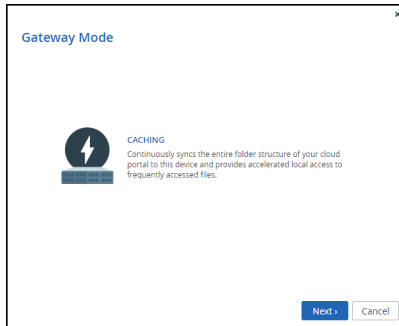 ×
Gateway Mode
CACHING
Continuously syncs the entire folder structure of your cloud
portal to this device and provides accelerated local access to
frequently accessed files.
Next ›
Cancel